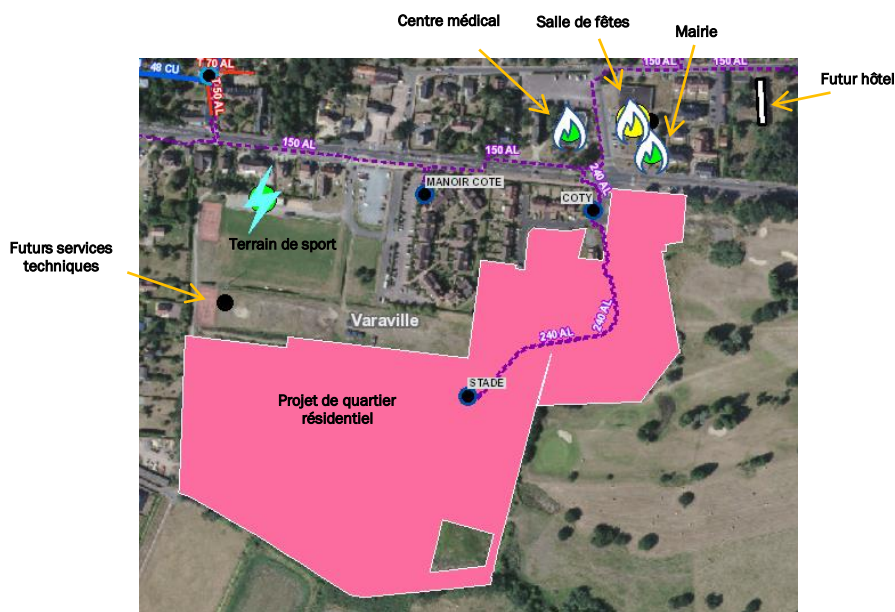 Centre médical
Salle de fêtes
Mairie
Futur hôtel
T 70 AL
48 CU
T 50 AL
150 AL
150 AL
150 AL
150 AL
240 AL
MANOIR COTE
COTY
Terrain de sport
Futurs services
techniques
Varaville
240 AL
240 AL
STADE
Projet de quartier
résidentiel